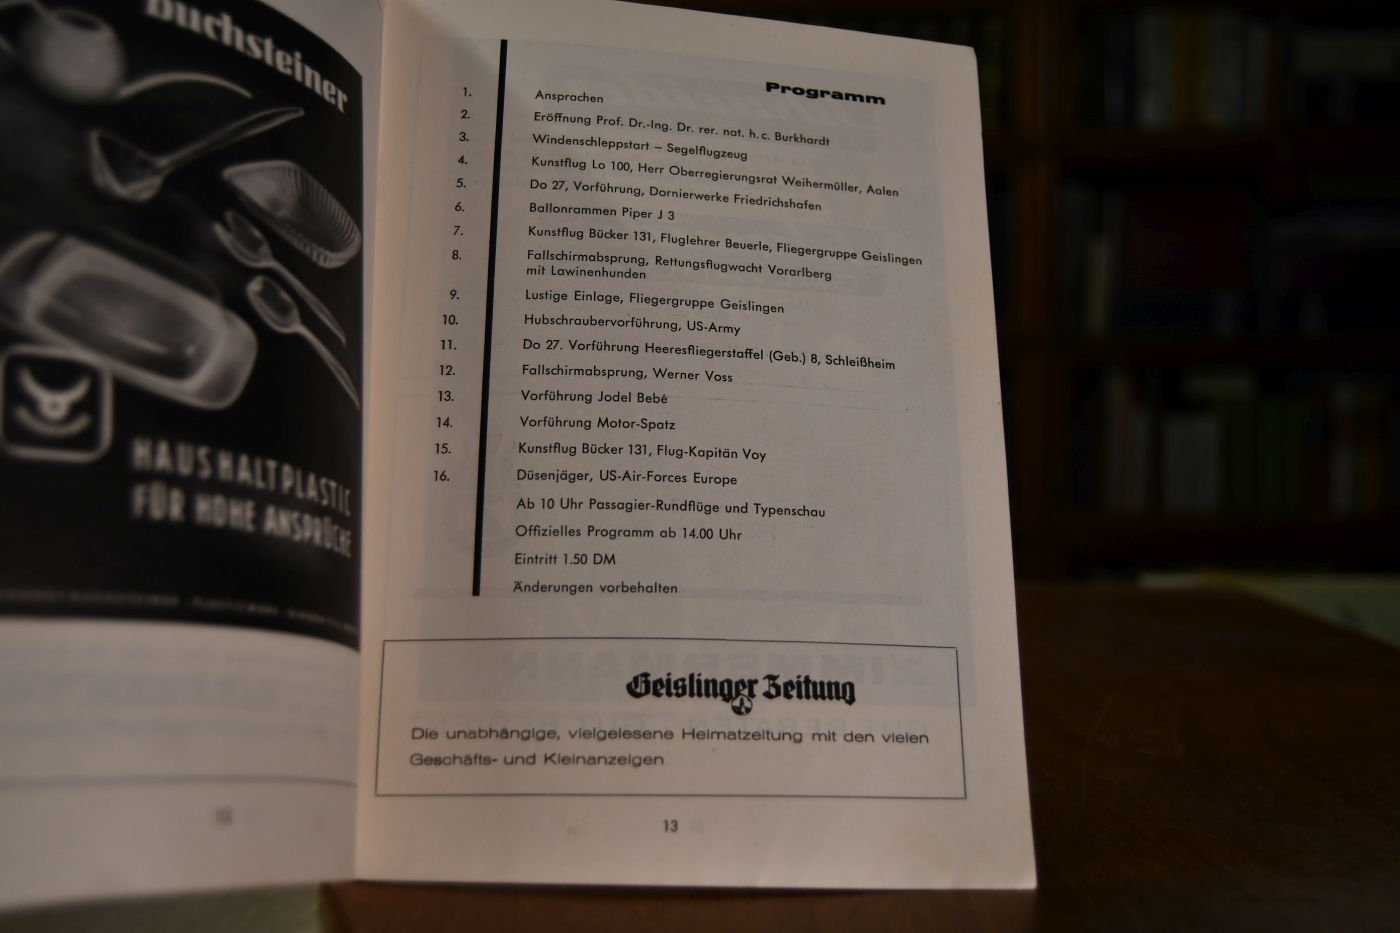 Buchsteiner
HAUSHALTPLASTIC
FÜR HOHE ANSPRÜCHE
Programm
1. Ansprachen
2. Eröffnung Prof. Dr.-Ing. Dr. rer. nat. h. c. Burkhardt
3. Windenschleppstart – Segelflugzeug
4. Kunstflug Lo 100, Herr Oberregierungsrat Weihermüller, Aalen
5. Do 27, Vorführung, Dornierwerke Friedrichshafen
6. Ballonrammen Piper J 3
7. Kunstflug Bücker 131, Fluglehrer Beuerle, Fliegergruppe Geislingen
8. Fallschirmabsprung, Rettungsflugwacht Vorarlberg
mit Lawinenhunden
9. Lustige Einlage, Fliegergruppe Geislingen
10. Hubschraubervorführung, US-Army
11. Do 27. Vorführung Heeresfliegerstaffel (Geb.) 8, Schleißheim
12. Fallschirmabsprung, Werner Voss
13. Vorführung Jodel Bebé
14. Vorführung Motor-Spatz
15. Kunstflug Bücker 131, Flug-Kapitän Voy
16. Düsenjäger, US-Air-Forces Europe
Ab 10 Uhr Passagier-Rundflüge und Typenschau
Offizielles Programm ab 14.00 Uhr
Eintritt 1.50 DM
Änderungen vorbehalten
Geislinger Zeitung
Die unabhängige, vielgelesene Heimatzeitung mit den vielen
Geschäfts- und Kleinanzeigen
13